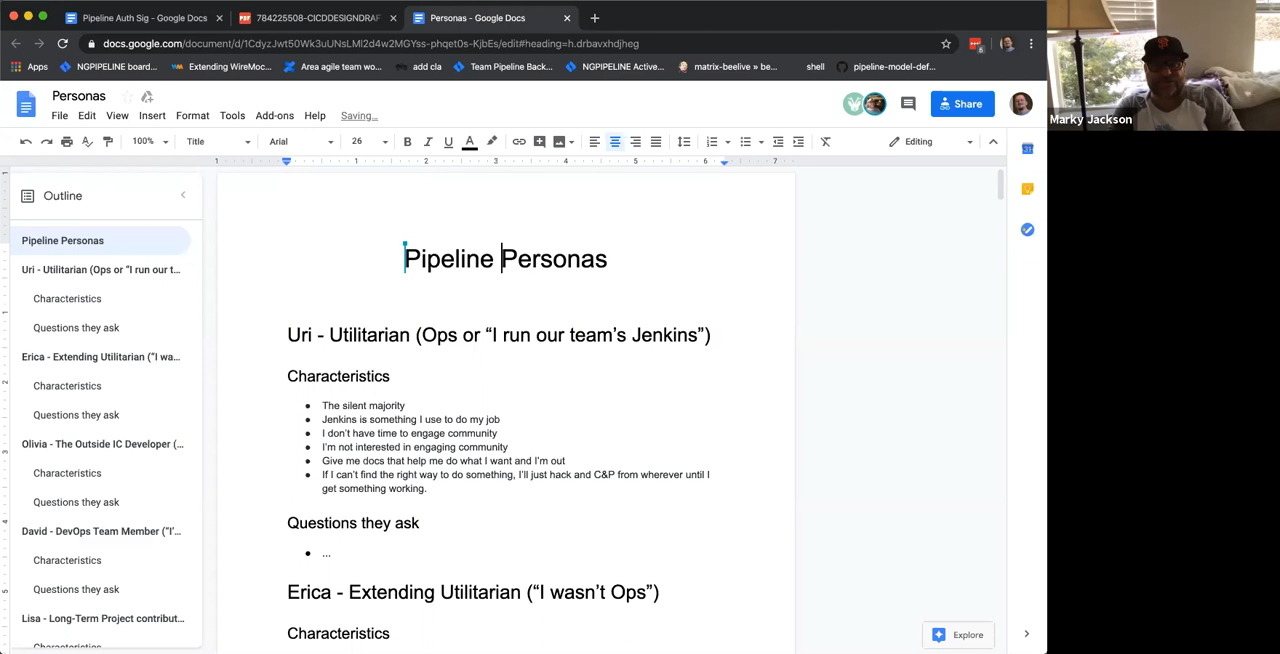 Pipeline Auth Sig - Google Docs
784225508-CICDDESIGNDRAF
Personas - Google Docs
docs.google.com/document/d/1CdyzJwt50Wk3uUNsLMl2d4w2MGYss-phqet0s-KjbEs/edit#heading=h.drbavxhdjheg
Apps
NGPIPELINE board...
Extending WireMoc...
Area agile team wo...
add cla
Team Pipeline Back...
NGPIPELINE Active...
matrix-beelive » be...
shell
pipeline-model-def...
Personas
File Edit View Insert Format Tools Add-ons Help Saving...
Share
100% Title Arial 26 B I U A Editing
1 1 2 3 4 5 6 7
Outline
Pipeline Personas
Uri - Utilitarian (Ops or “I run our t...
Characteristics
Questions they ask
Erica - Extending Utilitarian (“I wa...
Characteristics
Questions they ask
Olivia - The Outside IC Developer (...
Characteristics
Questions they ask
David - DevOps Team Member (“I’...
Characteristics
Questions they ask
Lisa - Long-Term Project contribut...
Characteristics
Pipeline Personas
Uri - Utilitarian (Ops or “I run our team’s Jenkins”)
Characteristics
● The silent majority
● Jenkins is something I use to do my job
● I don’t have time to engage community
● I’m not interested in engaging community
● Give me docs that help me do what I want and I’m out
● If I can’t find the right way to do something, I’ll just hack and C&P from wherever until I
get something working.
Questions they ask
● ...
Erica - Extending Utilitarian (“I wasn’t Ops”)
Characteristics
Explore
Marky Jackson